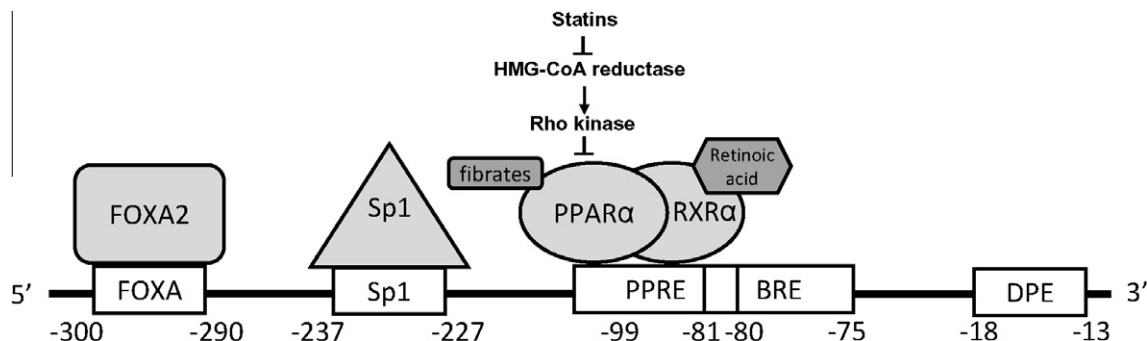 Statins
HMG-CoA reductase
Rho kinase
fibrates
Retinoic
acid
FOXA2
Sp1
PPARα
RXRα
5’
FOXA
Sp1
PPRE
BRE
DPE
3’
-300
-290
-237
-227
-99
-81
-80
-75
-18
-13